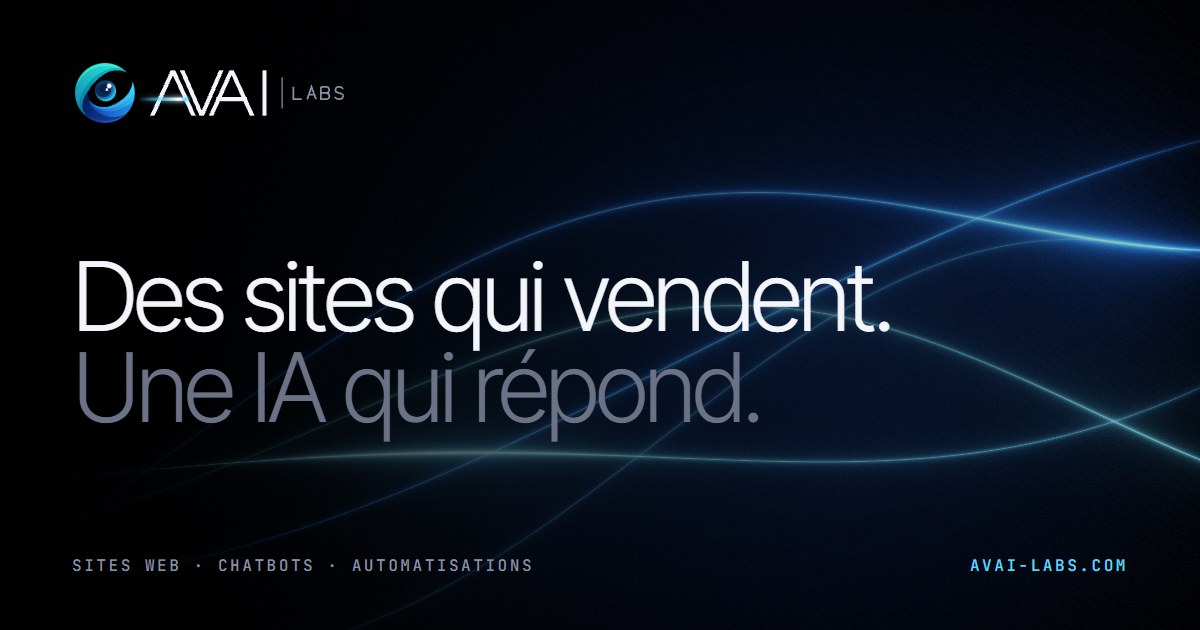 AVAI | LABS
Des sites qui vendent.
Une IA qui répond.
SITES WEB · CHATBOTS · AUTOMATISATIONS
AVAI-LABS.COM